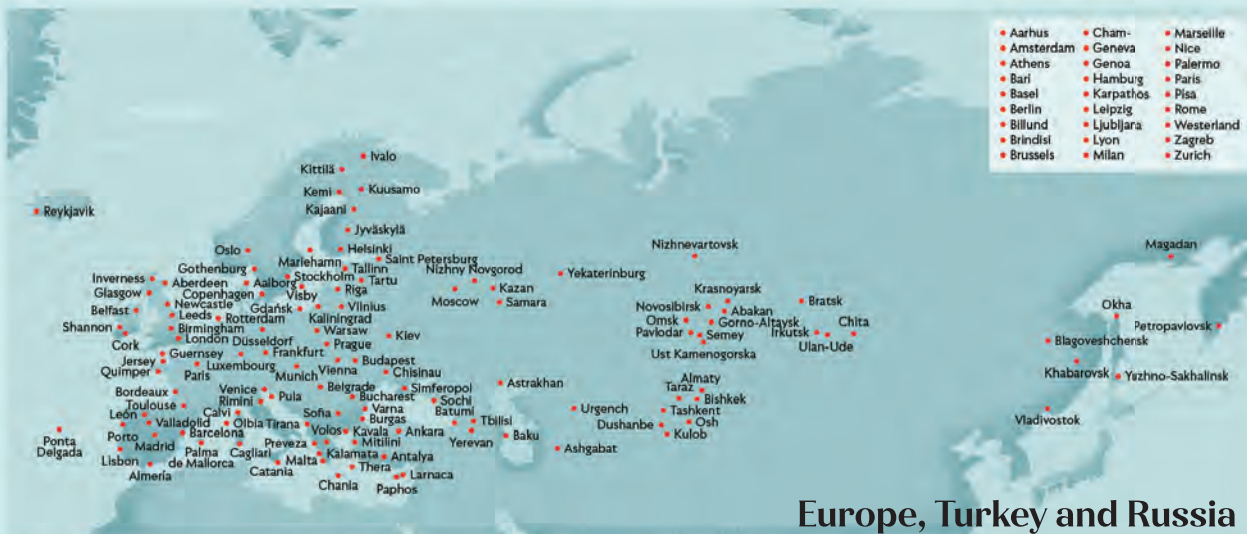 Aarhus
Amsterdam
Athens
Bari
Basel
Berlin
Billund
Brindisi
Brussels
Cham-
Geneva
Genoa
Hamburg
Karpathos
Leipzig
Ljubljara
Lyon
Milan
Marseille
Nice
Palermo
Paris
Pisa
Rome
Westerland
Zagreb
Zurich
Ivalo
Kittilä
Kemi
Kuusamo
Kajaani
Reykjavik
Jyväskylä
Oslo
Mariehamn
Helsinki
Saint Petersburg
Gothenburg
Stockholm
Tallinn
Nizhny Novgorod
Yekaterinburg
Nizhnevartovsk
Magadan
Inverness
Aberdeen
Aalborg
Tartu
Kazan
Glasgow
Copenhagen
Visby
Riga
Moscow
Samara
Krasnoyarsk
Bratsk
Belfast
Newcastle
Gdańsk
Vilnius
Novosibirsk
Abakan
Okha
Leeds
Rotterdam
Kaliningrad
Omsk
Gorno-Altaysk
Chita
Shannon
Birmingham
Warsaw
Kiev
Pavlodar
Semey
Irkutsk
Petropavlovsk
Cork
London
Düsseldorf
Prague
Ust Kamenogorska
Ulan-Ude
Blagoveshchensk
Jersey
Guernsey
Frankfurt
Budapest
Quimper
Luxembourg
Vienna
Chisinau
Khabarovsk
Yuzhno-Sakhalinsk
Paris
Munich
Bordeaux
Venice
Pula
Belgrade
Simferopol
Astrakhan
Almaty
Taraz
Toulouse
Rimini
Bucharest
Sochi
Bishkek
León
Calvi
Sofia
Varna
Batumi
Urgench
Tashkent
Vladivostok
Valladolid
Olbia
Tirana
Burgas
Tbilisi
Dushanbe
Osh
Porto
Barcelona
Volos
Kavala
Ankara
Yerevan
Baku
Kulob
Ponta
Delgada
Madrid
Palma
de Mallorca
Cagliari
Preveza
Mitilini
Ashgabat
Lisbon
Malta
Kalamata
Antalya
Almería
Catania
Thera
Larnaca
Chania
Paphos
Europe, Turkey and Russia